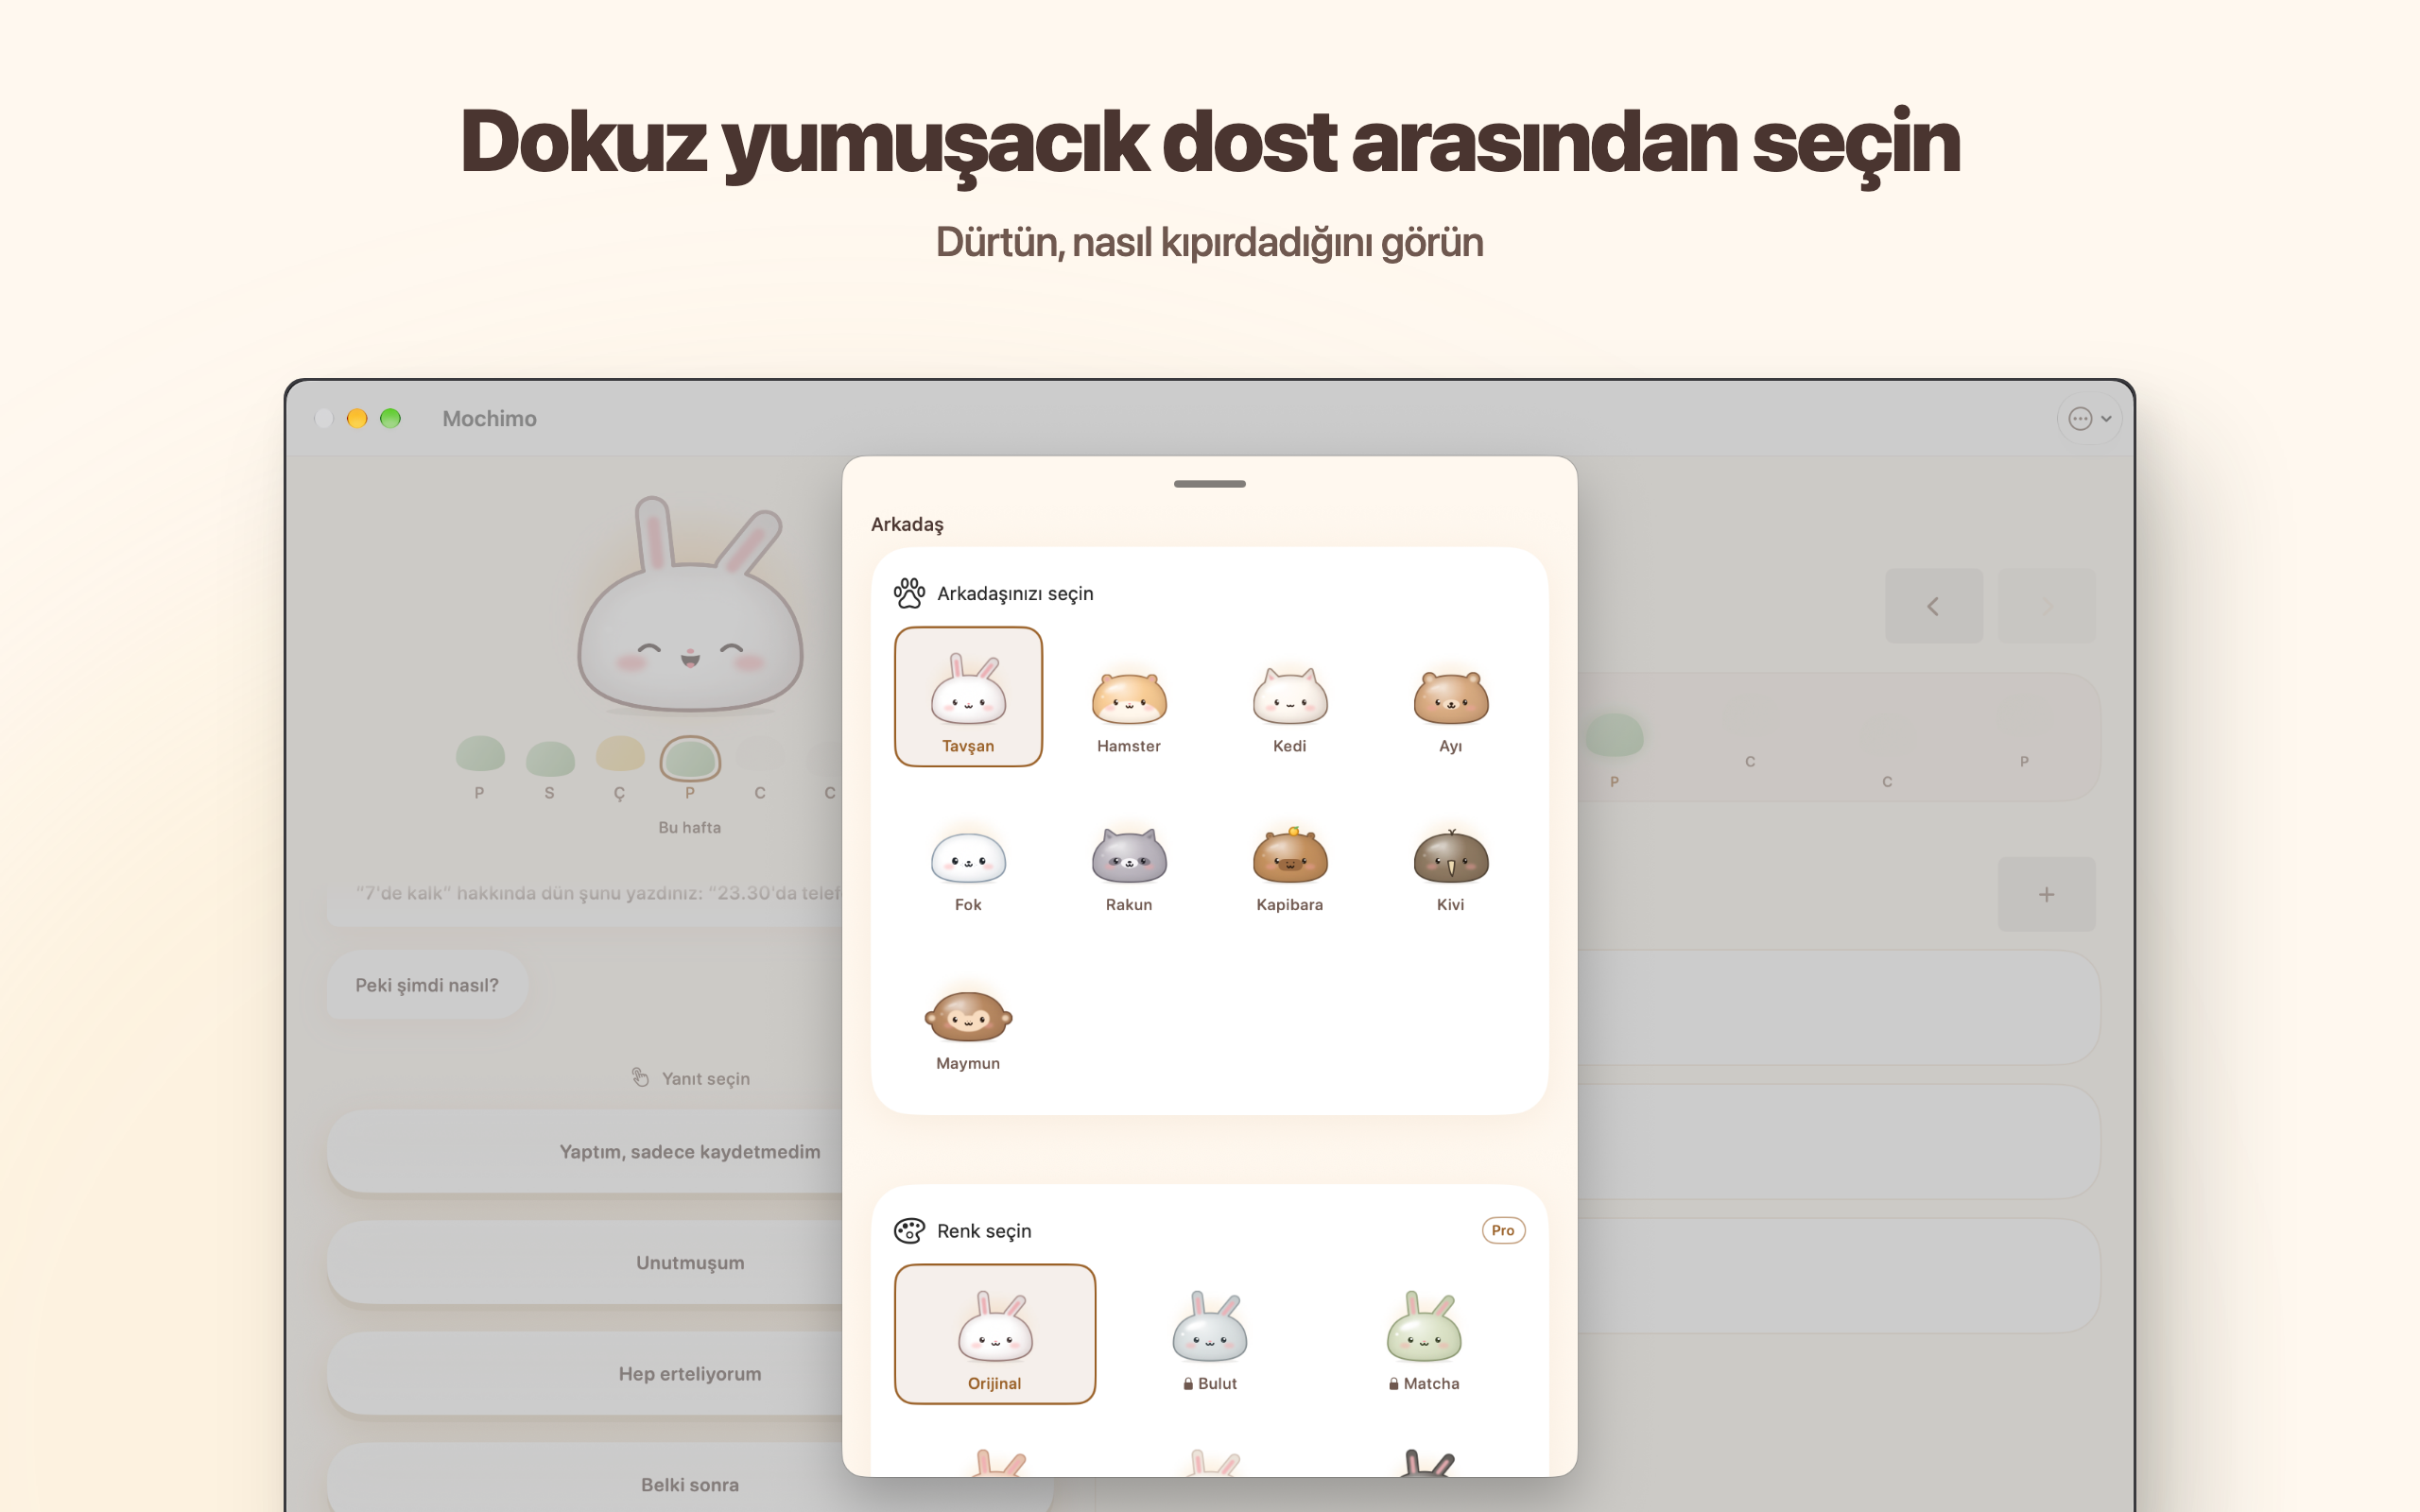 Dokuz yumuşacık dost arasından seçin
Dürtün, nasıl kıpırdadığını görün
Mochimo
P S Ç P C C
Bu hafta
“7'de kalk” hakkında dün şunu yazdınız: “23.30'da
Peki şimdi nasıl?
Yanıt seçin
Yaptım, sadece kaydetmedim
Unutmuşum
Hep erteliyorum
Belki sonra
Arkadaş
Arkadaşınızı seçin
Tavşan Hamster Kedi Ayı
Fok Rakun Kapibara Kivi
Maymun
Renk seçin Pro
Orijinal Bulut Matcha
P C C P